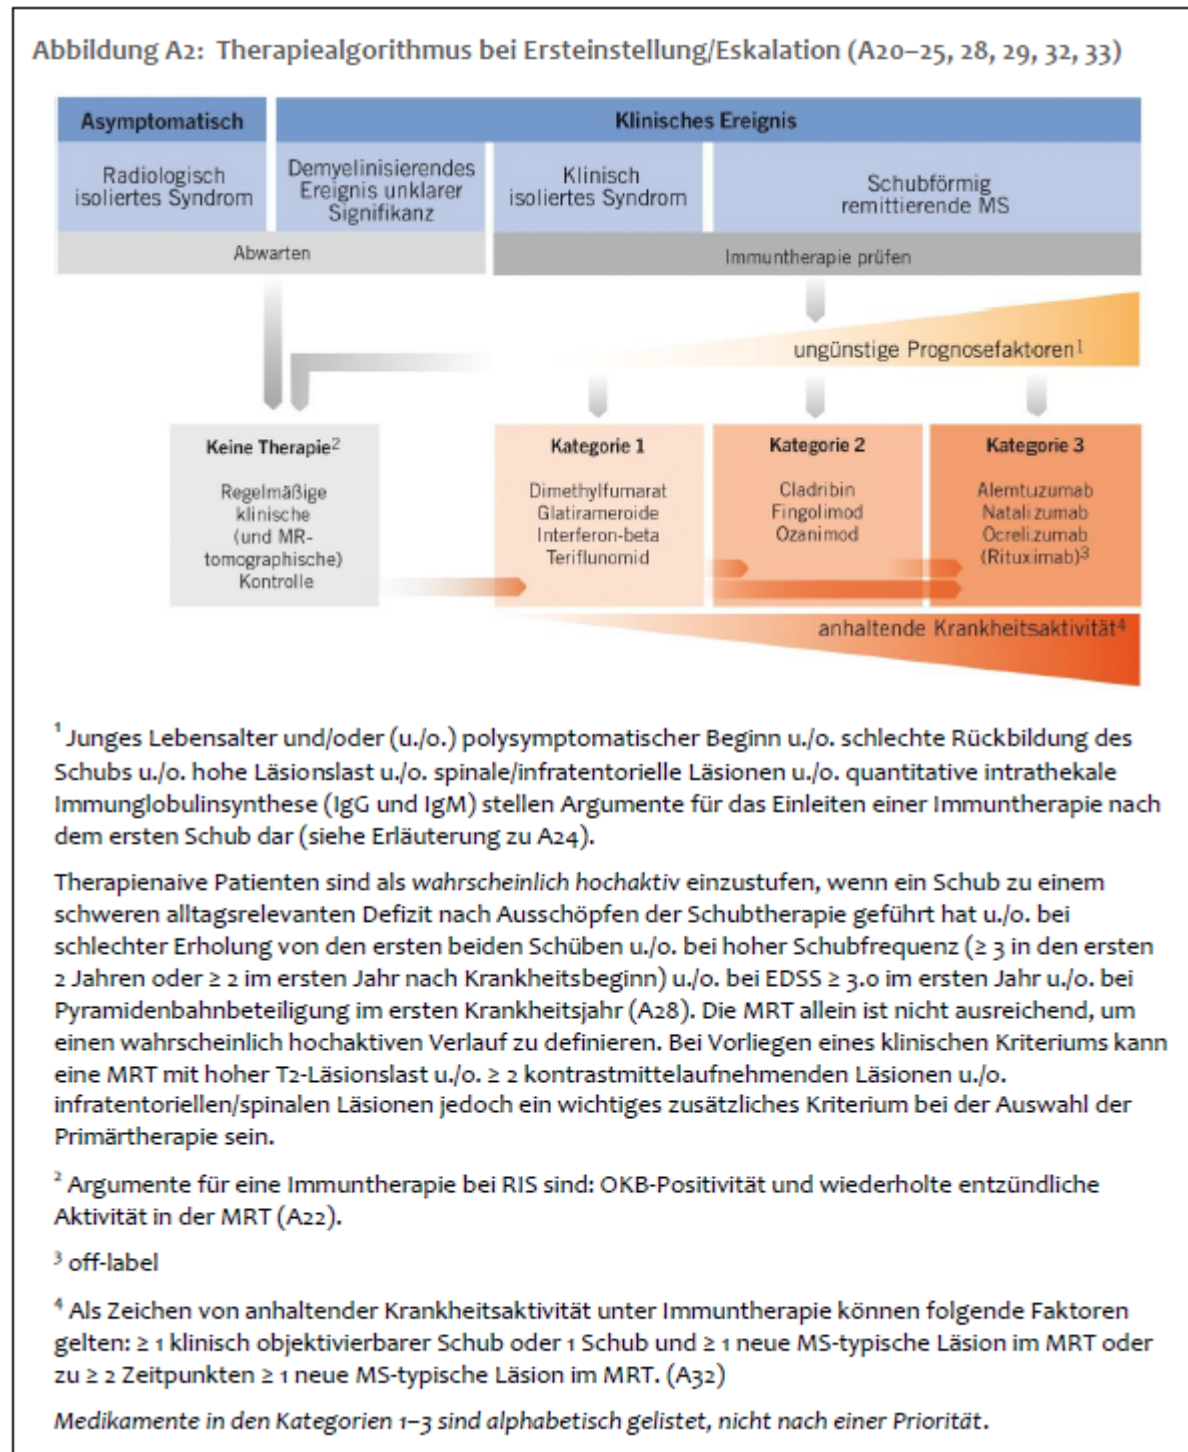 Abbildung A2: Therapiealgorithmus bei Ersteinstellung/Eskalation (A20–25, 28, 29, 32, 33)
Asymptomatisch
Klinisches Ereignis
Radiologisch
isoliertes Syndrom
Demyelinisierendes
Ereignis unklarer
Signifikanz
Klinisch
isoliertes Syndrom
Schubförmig
remittierende MS
Abwarten
Immuntherapie prüfen
ungünstige Prognosefaktoren¹
Keine Therapie²
Regelmäßige
klinische
(und MR-
tomographische)
Kontrolle
Kategorie 1
Dimethylfumarat
Glatirameroide
Interferon-beta
Teriflunomid
Kategorie 2
Cladribin
Fingolimod
Ozanimod
Kategorie 3
Alemtuzumab
Natalizumab
Ocrelizumab
(Rituximab)³
anhaltende Krankheitsaktivität⁴
¹ Junges Lebensalter und/oder (u./o.) polysymptomatischer Beginn u./o. schlechte Rückbildung des
Schubs u./o. hohe Läsionslast u./o. spinale/infratentorielle Läsionen u./o. quantitative intrathekale
Immunglobulinsynthese (IgG und IgM) stellen Argumente für das Einleiten einer Immuntherapie nach
dem ersten Schub dar (siehe Erläuterung zu A24).
Therapienaive Patienten sind als wahrscheinlich hochaktiv einzustufen, wenn ein Schub zu einem
schweren alltagsrelevanten Defizit nach Ausschöpfen der Schubtherapie geführt hat u./o. bei
schlechter Erholung von den ersten beiden Schüben u./o. bei hoher Schubfrequenz (≥ 3 in den ersten
2 Jahren oder ≥ 2 im ersten Jahr nach Krankheitsbeginn) u./o. bei EDSS ≥ 3.0 im ersten Jahr u./o. bei
Pyramidenbahnbeteiligung im ersten Krankheitsjahr (A28). Die MRT allein ist nicht ausreichend, um
einen wahrscheinlich hochaktiven Verlauf zu definieren. Bei Vorliegen eines klinischen Kriteriums kann
eine MRT mit hoher T2-Läsionslast u./o. ≥ 2 kontrastmittelaufnehmenden Läsionen u./o.
infratentoriellen/spinalen Läsionen jedoch ein wichtiges zusätzliches Kriterium bei der Auswahl der
Primärtherapie sein.
² Argumente für eine Immuntherapie bei RIS sind: OKB-Positivität und wiederholte entzündliche
Aktivität in der MRT (A22).
³ off-label
⁴ Als Zeichen von anhaltender Krankheitsaktivität unter Immuntherapie können folgende Faktoren
gelten: ≥ 1 klinisch objektivierbarer Schub oder 1 Schub und ≥ 1 neue MS-typische Läsion im MRT oder
zu ≥ 2 Zeitpunkten ≥ 1 neue MS-typische Läsion im MRT. (A32)
Medikamente in den Kategorien 1–3 sind alphabetisch gelistet, nicht nach einer Priorität.